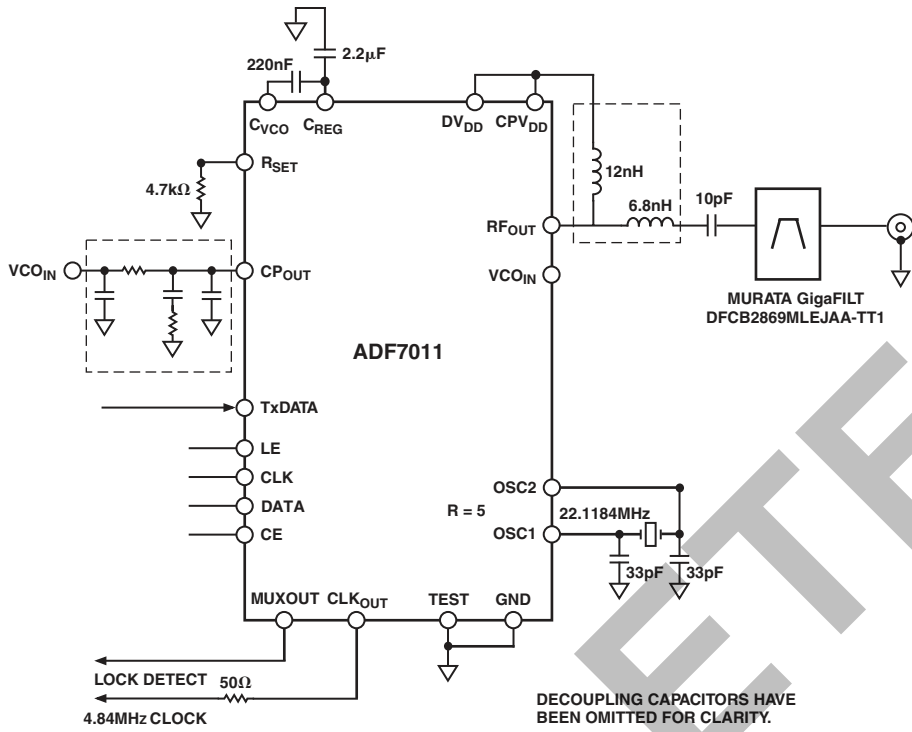 220nF
2.2μF
CVCO
CREG
DVDD
CPVDD
RSET
4.7kΩ
12nH
6.8nH
10pF
RFOUT
VCOIN
CPOUT
VCOIN
MURATA GigaFILT
DFCB2869MLEJAA-TT1
ADF7011
TxDATA
LE
CLK
DATA
CE
OSC2
R = 5
22.1184MHz
OSC1
33pF
33pF
MUXOUT
CLKOUT
TEST
GND
LOCK DETECT
50Ω
4.84MHz CLOCK
DECOUPLING CAPACITORS HAVE
BEEN OMITTED FOR CLARITY.
ETE